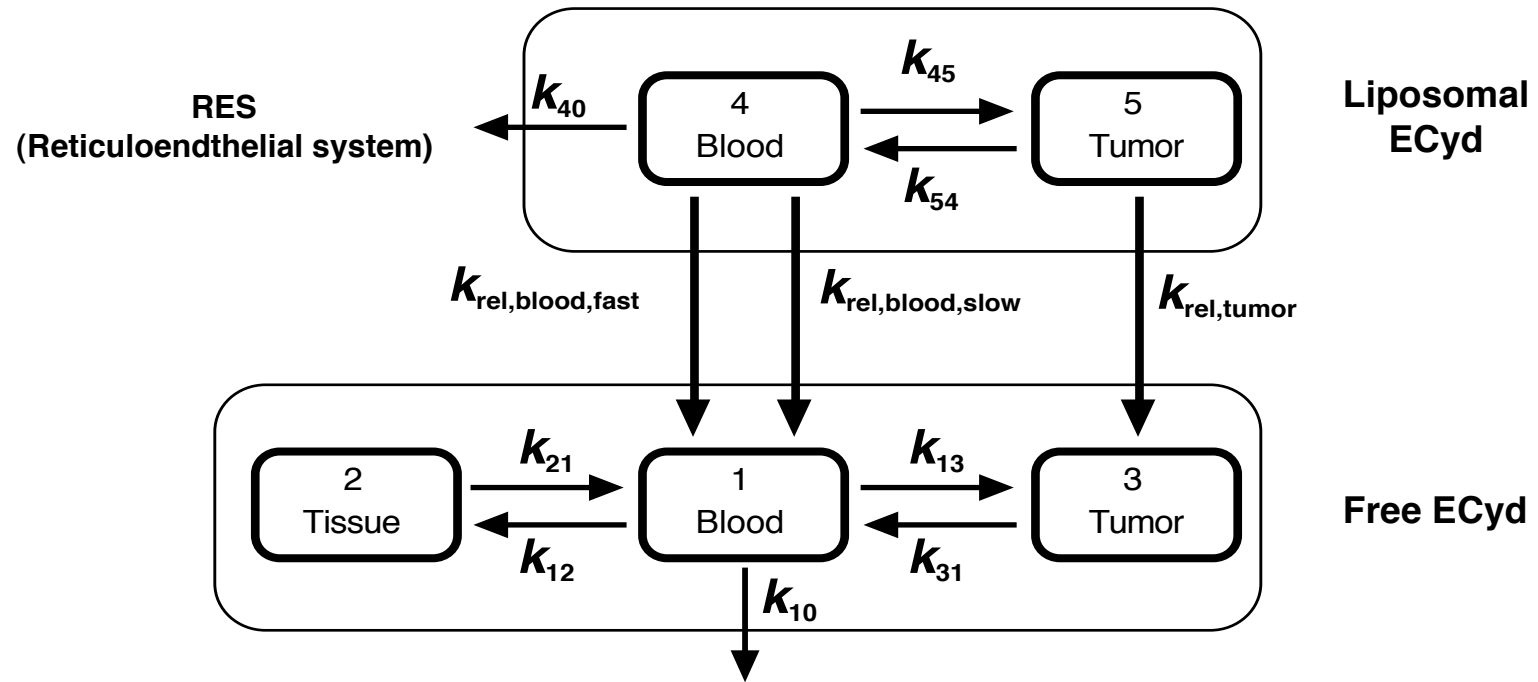 RES
(Reticuloendthelial system)
k40
4
Blood
k45
k54
5
Tumor
Liposomal
ECyd
krel,blood,fast
krel,blood,slow
krel,tumor
2
Tissue
k21
k12
1
Blood
k13
k31
3
Tumor
Free ECyd
k10